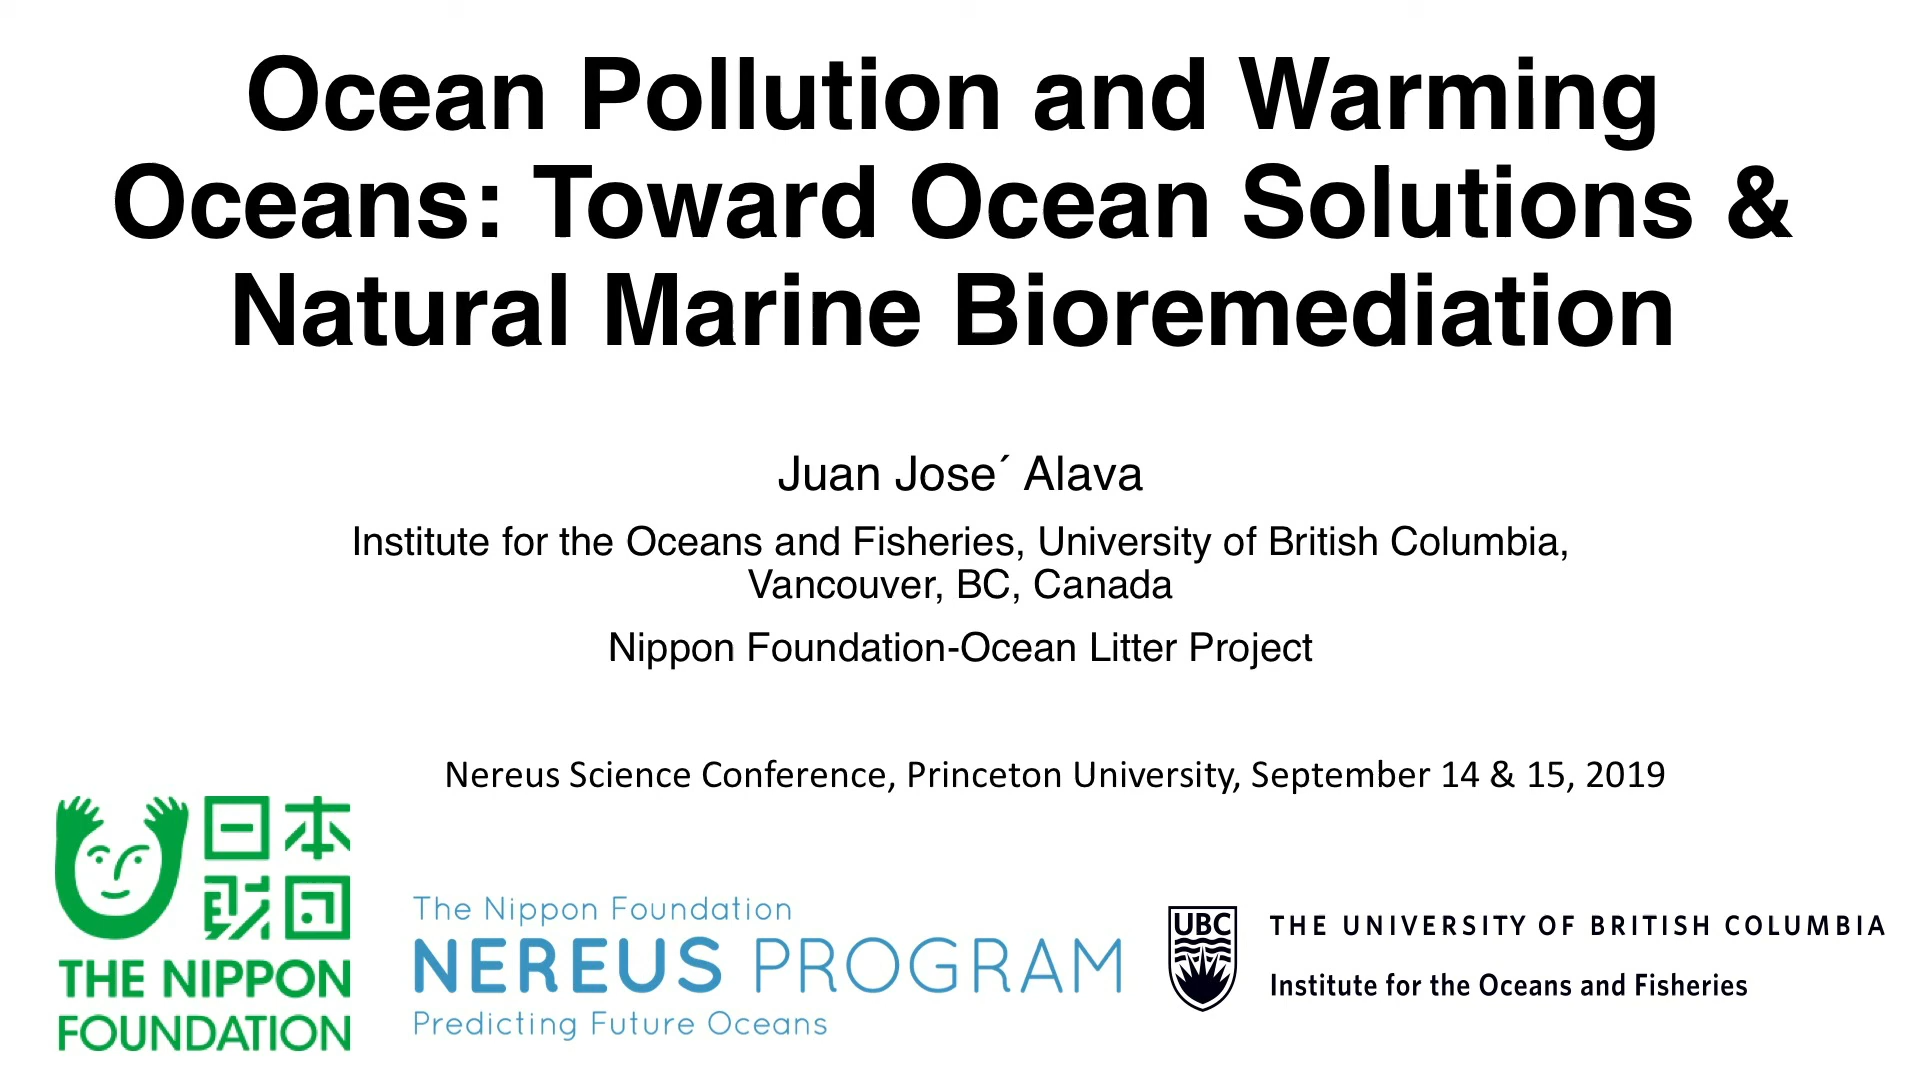 Ocean Pollution and Warming
Oceans: Toward Ocean Solutions &
Natural Marine Bioremediation
Juan Jose´ Alava
Institute for the Oceans and Fisheries, University of British Columbia,
Vancouver, BC, Canada
Nippon Foundation-Ocean Litter Project
Nereus Science Conference, Princeton University, September 14 & 15, 2019
日本
財団
THE NIPPON
FOUNDATION
The Nippon Foundation
NEREUS PROGRAM
Predicting Future Oceans
UBC
THE UNIVERSITY OF BRITISH COLUMBIA
Institute for the Oceans and Fisheries